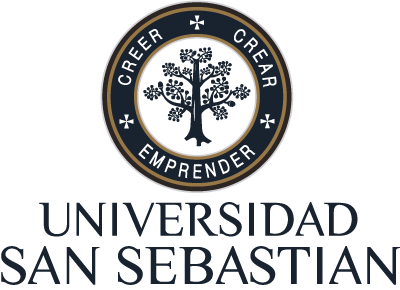 CREER
CREAR
EMPRENDER
UNIVERSIDAD
SAN SEBASTIAN